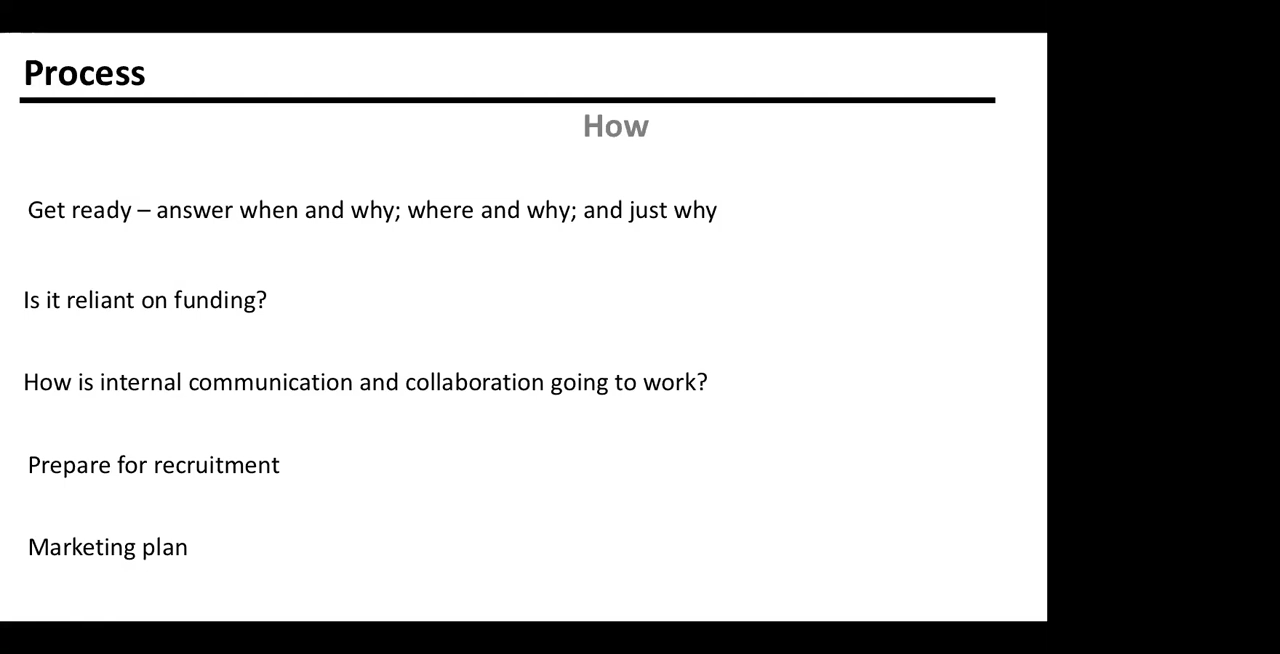 Process
How
Get ready – answer when and why; where and why; and just why
Is it reliant on funding?
How is internal communication and collaboration going to work?
Prepare for recruitment
Marketing plan